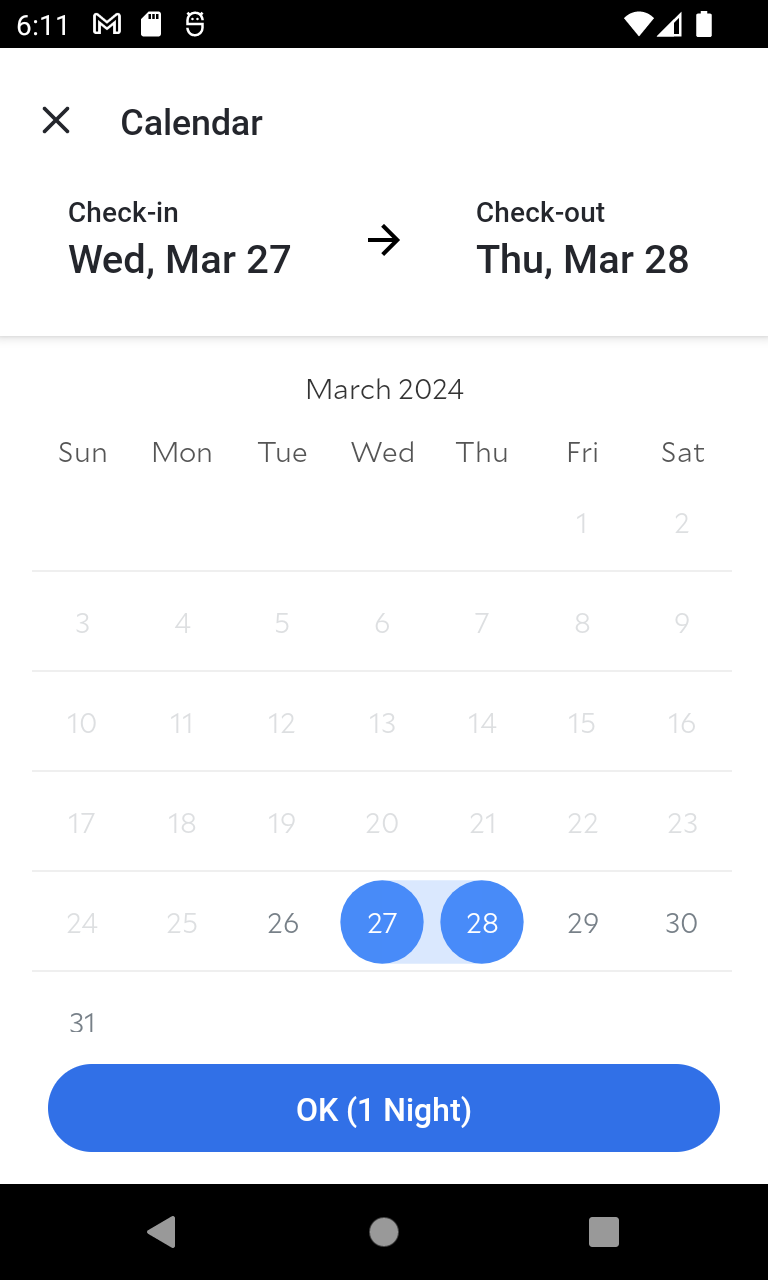 6:11
Calendar
Check-in
Check-out
Wed, Mar 27
Thu, Mar 28
March 2024
Sun Mon Tue Wed Thu Fri Sat
1 2
3 4 5 6 7 8 9
10 11 12 13 14 15 16
17 18 19 20 21 22 23
24 25 26 27 28 29 30
31
OK (1 Night)